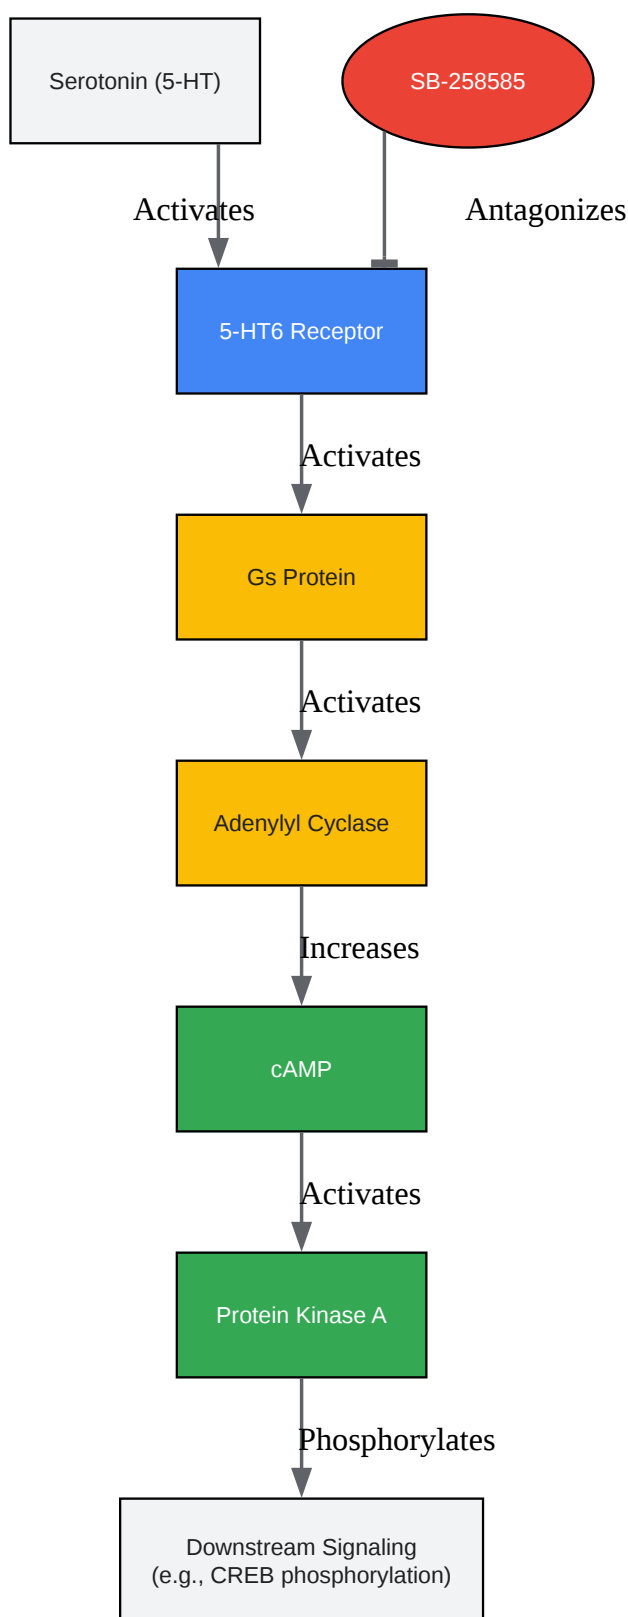 Serotonin (5-HT)
SB-258585
Activates
Antagonizes
5-HT6 Receptor
Activates
Gs Protein
Activates
Adenylyl Cyclase
Increases
cAMP
Activates
Protein Kinase A
Phosphorylates
Downstream Signaling
(e.g., CREB phosphorylation)